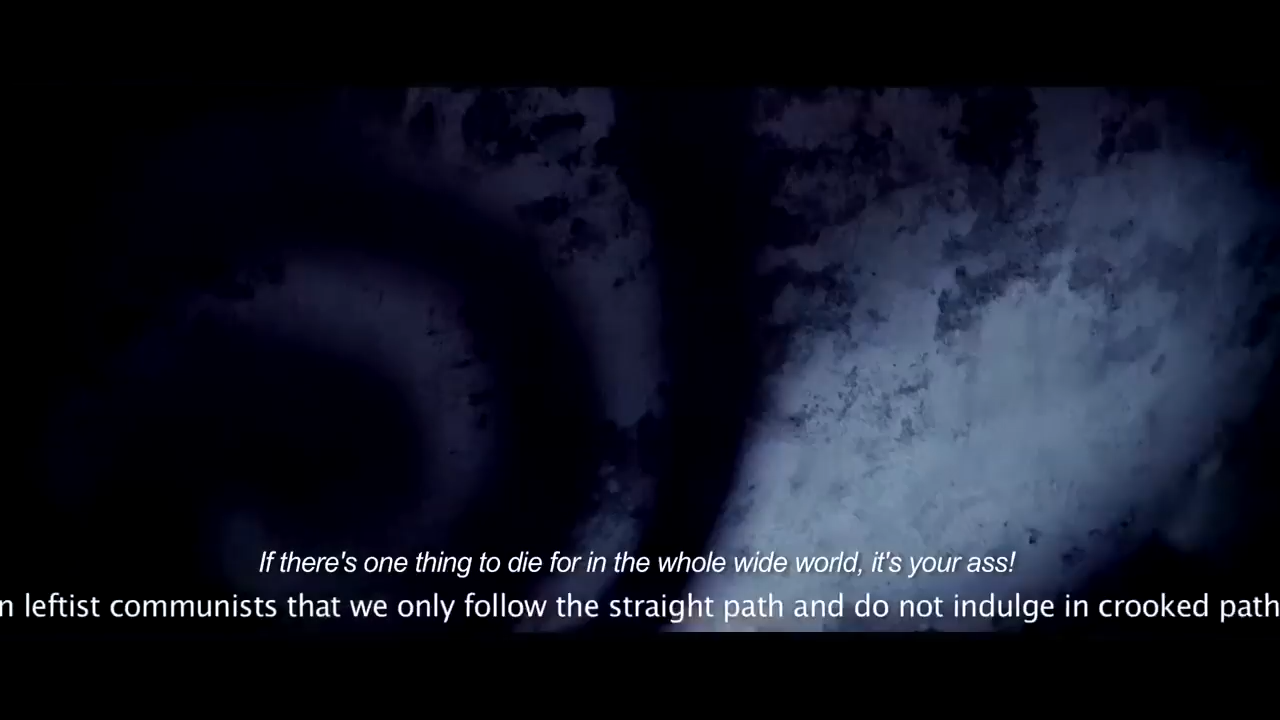 If there's one thing to die for in the whole wide world, it's your ass!
n leftist communists that we only follow the straight path and do not indulge in crooked path